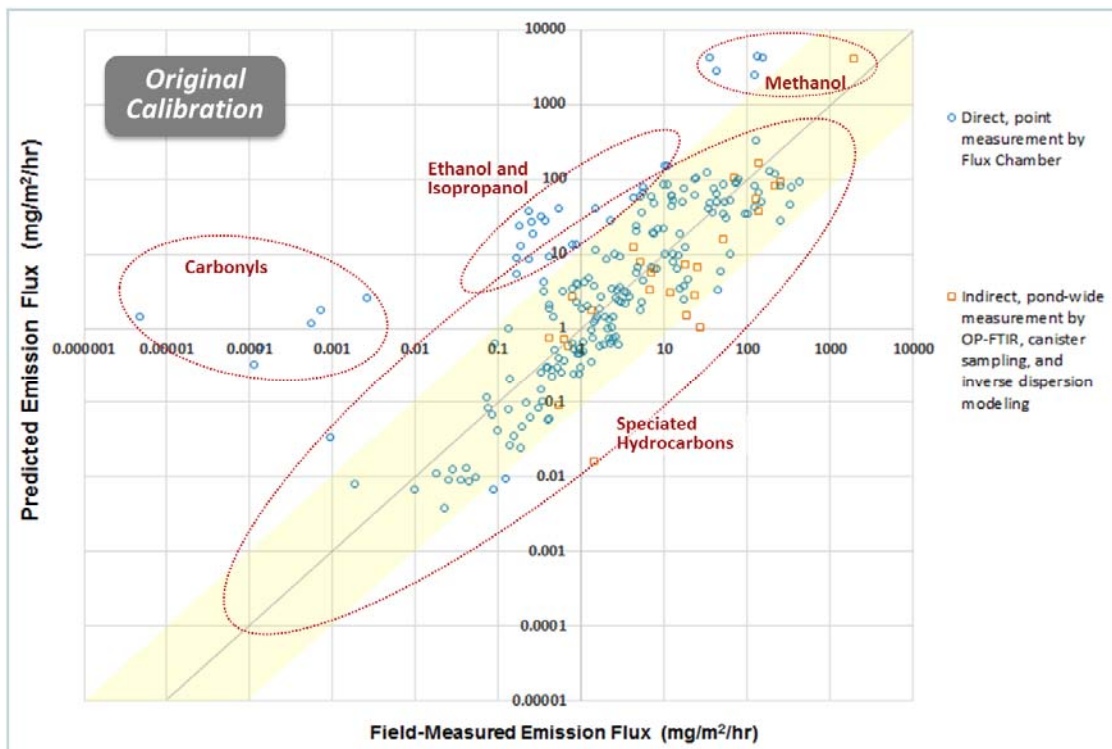 Original
Calibration
10000
1000
100
10
1
0.1
0.01
0.001
0.0001
0.00001
0.000001
0.00001
0.0001
0.001
0.01
0.1
1
10
100
1000
10000
Methanol
Ethanol and
Isopropanol
Carbonyls
Speciated
Hydrocarbons
Predicted Emission Flux (mg/m²/hr)
Field-Measured Emission Flux (mg/m²/hr)
Direct, point
measurement by
Flux Chamber
Indirect, pond-wide
measurement by
OP-FTIR, canister
sampling, and
inverse dispersion
modeling